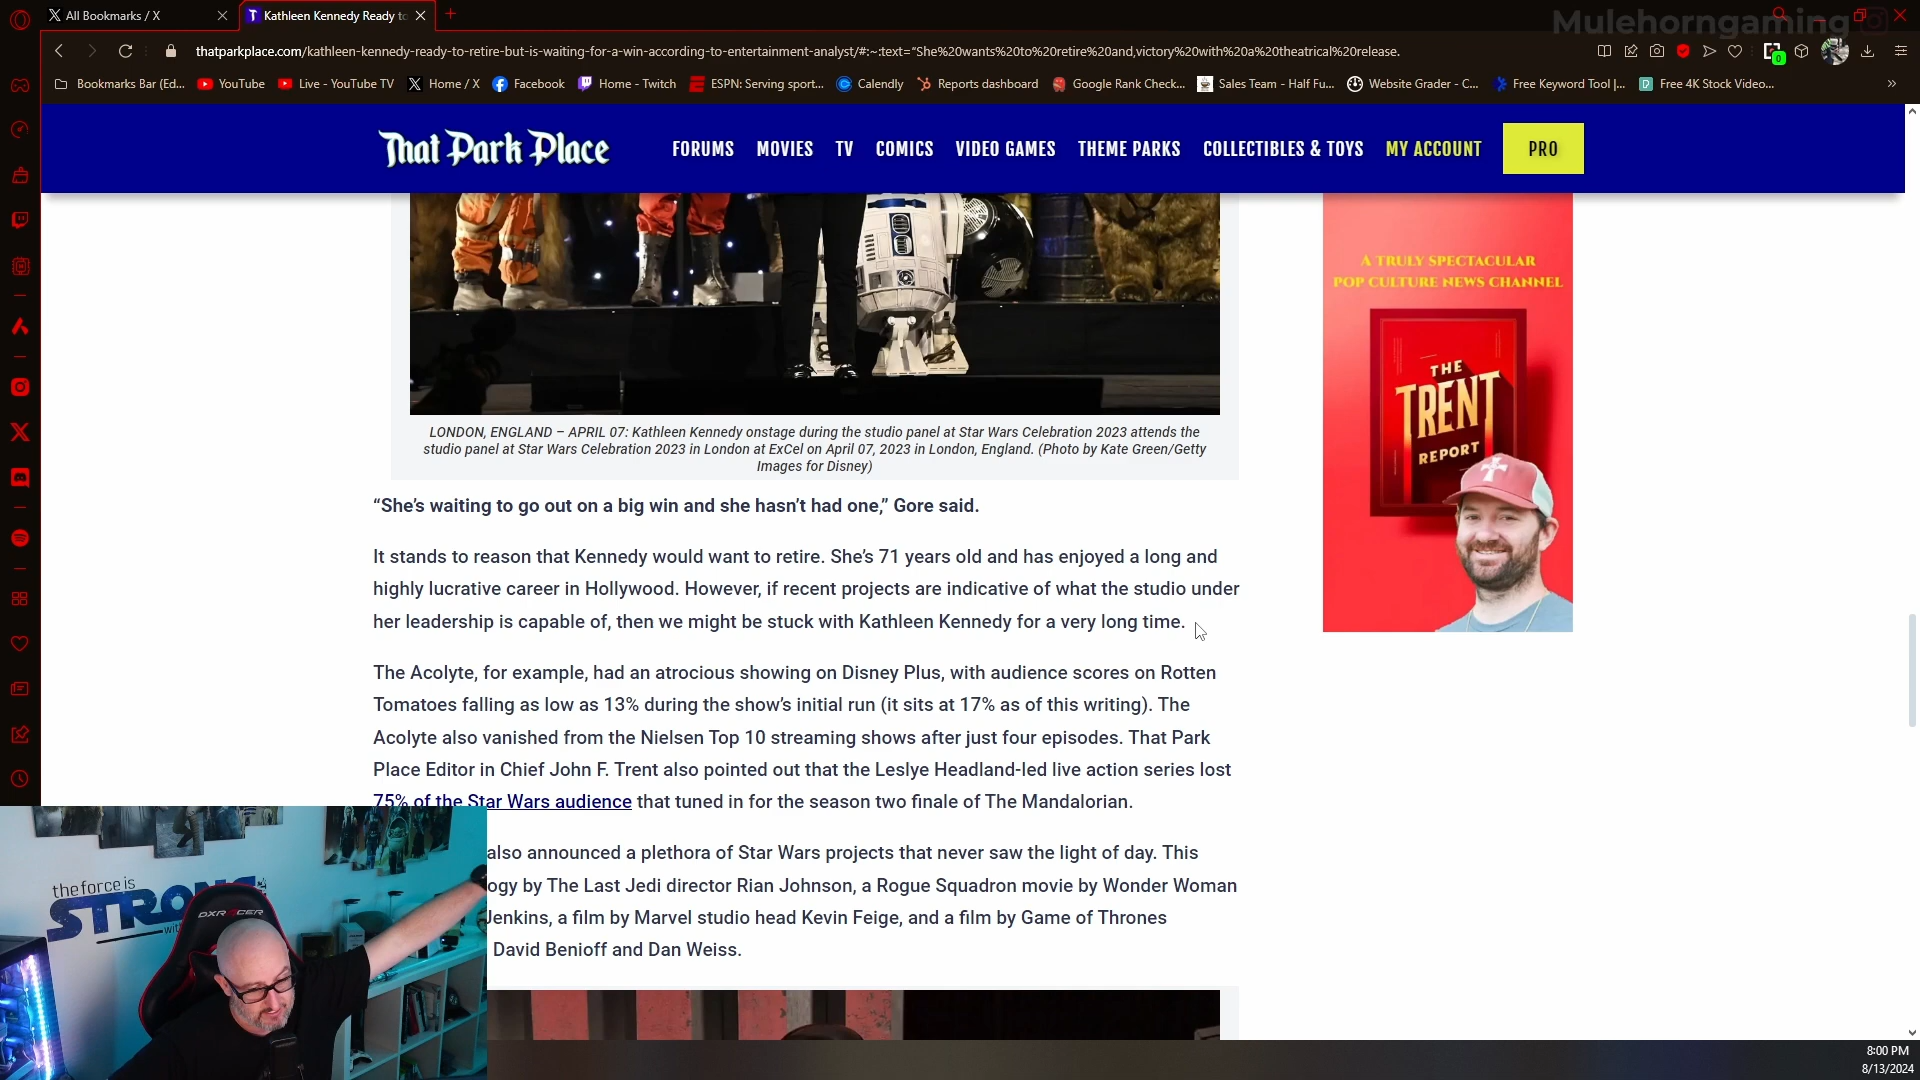 All Bookmarks / X
Kathleen Kennedy Ready to
Mulehorngaming
thatparkplace.com/kathleen-kennedy-ready-to-retire-but-is-waiting-for-a-win-according-to-entertainment-analyst/#:~:text=“She%20wants%20to%20retire%20and,victory%20with%20a%20theatrical%20release.
Bookmarks Bar (Ed... YouTube Live - YouTube TV Home / X Facebook Home - Twitch ESPN: Serving sport... Calendly Reports dashboard Google Rank Check... Sales Team - Half Fu... Website Grader - C... Free Keyword Tool |... Free 4K Stock Video...
That Park Place FORUMS MOVIES TV COMICS VIDEO GAMES THEME PARKS COLLECTIBLES & TOYS MY ACCOUNT PRO
A TRULY SPECTACULAR
POP CULTURE NEWS CHANNEL
THE
TRENT
REPORT
LONDON, ENGLAND – APRIL 07: Kathleen Kennedy onstage during the studio panel at Star Wars Celebration 2023 attends the
studio panel at Star Wars Celebration 2023 in London at ExCel on April 07, 2023 in London, England. (Photo by Kate Green/Getty
Images for Disney)
“She’s waiting to go out on a big win and she hasn’t had one,” Gore said.
It stands to reason that Kennedy would want to retire. She’s 71 years old and has enjoyed a long and
highly lucrative career in Hollywood. However, if recent projects are indicative of what the studio under
her leadership is capable of, then we might be stuck with Kathleen Kennedy for a very long time.
The Acolyte, for example, had an atrocious showing on Disney Plus, with audience scores on Rotten
Tomatoes falling as low as 13% during the show’s initial run (it sits at 17% as of this writing). The
Acolyte also vanished from the Nielsen Top 10 streaming shows after just four episodes. That Park
Place Editor in Chief John F. Trent also pointed out that the Leslye Headland-led live action series lost
75% of the Star Wars audience that tuned in for the season two finale of The Mandalorian.
also announced a plethora of Star Wars projects that never saw the light of day. This
ogy by The Last Jedi director Rian Johnson, a Rogue Squadron movie by Wonder Woman
Jenkins, a film by Marvel studio head Kevin Feige, and a film by Game of Thrones
David Benioff and Dan Weiss.
the force is
STRONG
with
DXRACER
8:00 PM
8/13/2024